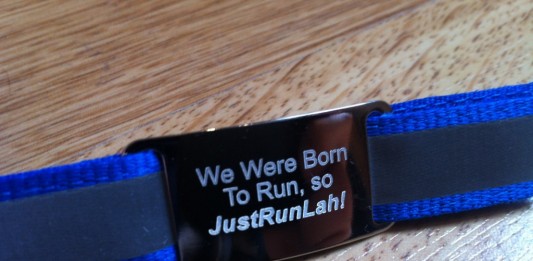 We Were Born
To Run, so
JustRunLah!